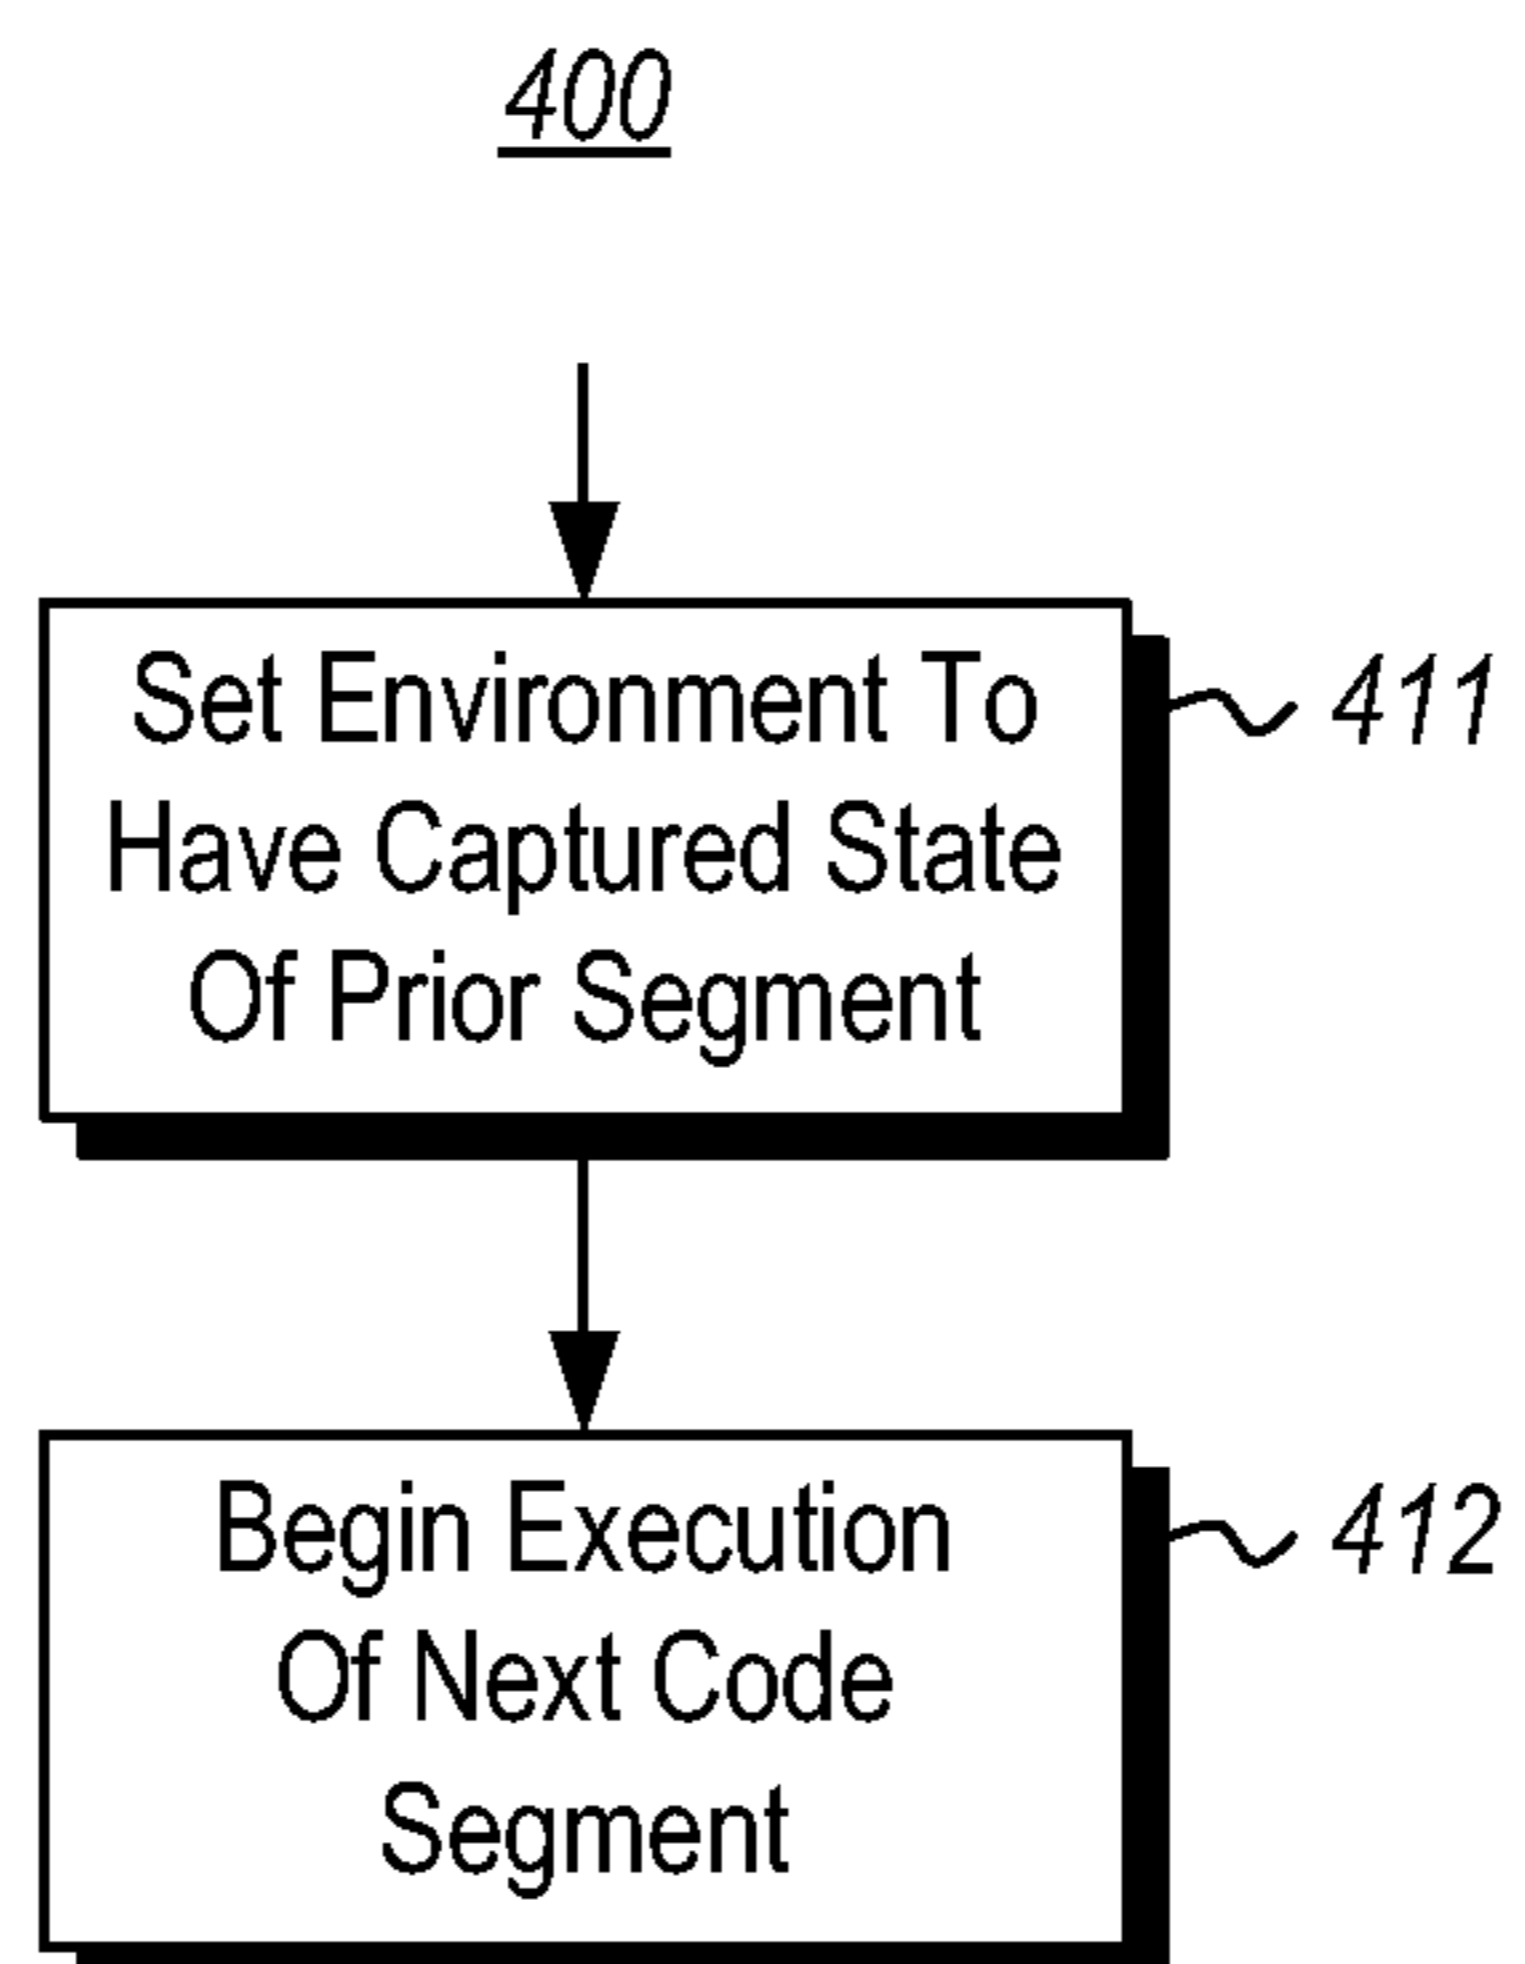 400
Set Environment To
Have Captured State
Of Prior Segment
411
Begin Execution
Of Next Code
Segment
412